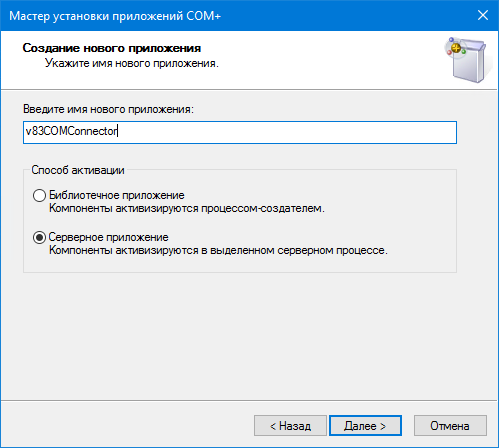 Мастер установки приложений COM+
Создание нового приложения
Укажите имя нового приложения.
Введите имя нового приложения:
v83COMConnector
Способ активации
Библиотечное приложение
Компоненты активизируются процессом-создателем.
Серверное приложение
Компоненты активизируются в выделенном серверном процессе.
< Назад
Далее >
Отмена